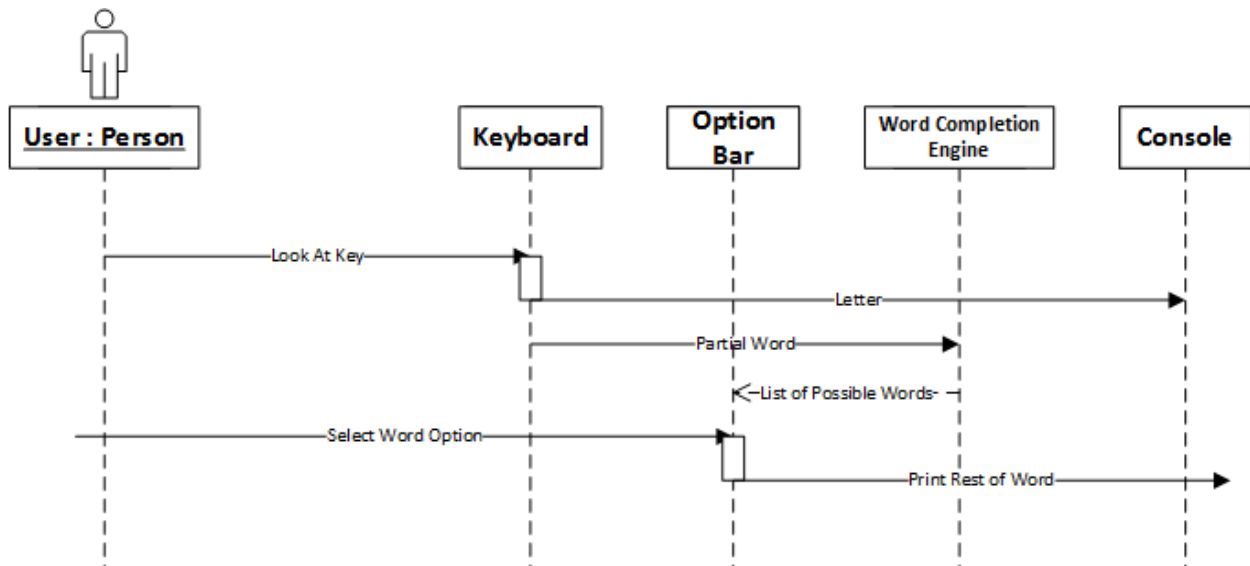 User : Person
Keyboard
Option
Bar
Word Completion
Engine
Console
Look At Key
Letter
Partial Word
List of Possible Words
Select Word Option
Print Rest of Word